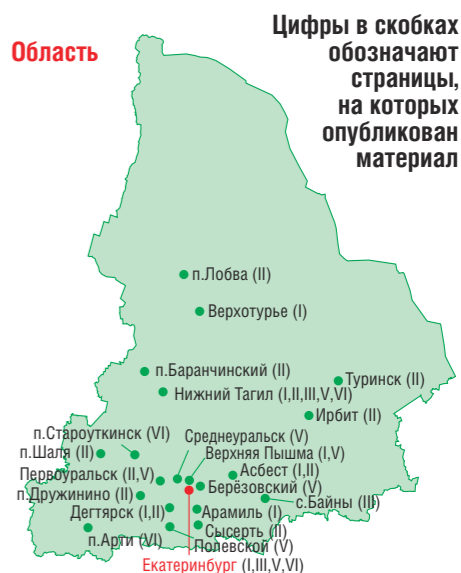 Область
Цифры в скобках
обозначают
страницы,
на которых
опубликован
материал
п.Лобва (II)
Верхотурье (I)
п.Баранчинский (II)
Туринск (II)
Нижний Тагил (I,II,III,V,VI)
Ирбит (II)
п.Староуткинск (VI)
Среднеуральск (V)
п.Шаля (II)
Верхняя Пышма (I,V)
Первоуральск (II,V)
Асбест (I,II)
Берёзовский (V)
п.Дружинино (II)
с.Байны (III)
Дегтярск (I,II)
Арамиль (I)
Сысерть (II)
п.Арти (VI)
Полевской (V)
Екатеринбург (I,III,V,VI)